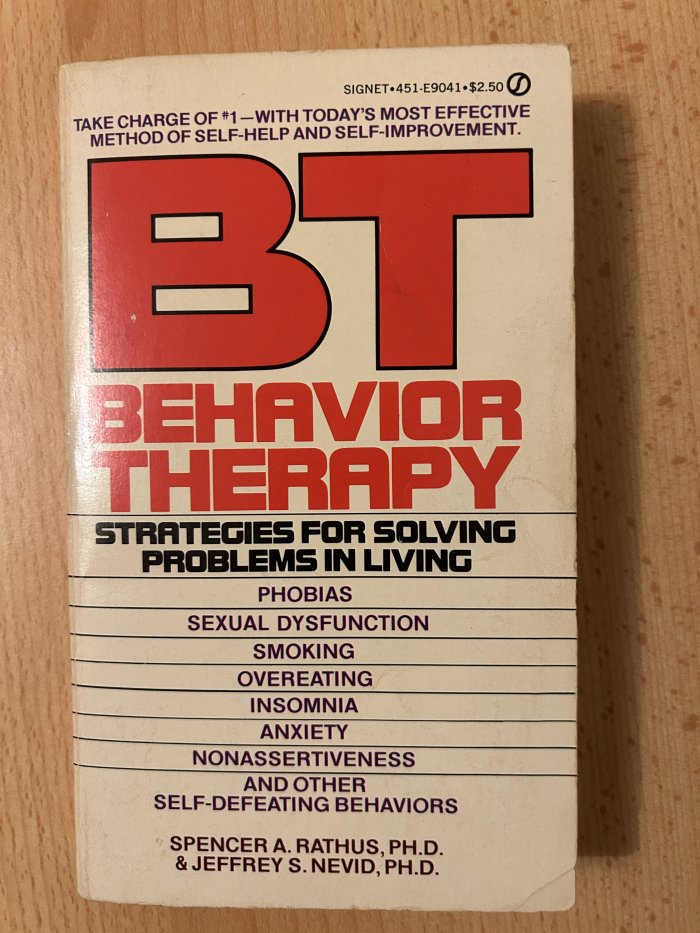 SIGNET•451-E9041•$2.50
TAKE CHARGE OF #1—WITH TODAY'S MOST EFFECTIVE
METHOD OF SELF-HELP AND SELF-IMPROVEMENT.
BT
BEHAVIOR
THERAPY
STRATEGIES FOR SOLVING
PROBLEMS IN LIVING
PHOBIAS
SEXUAL DYSFUNCTION
SMOKING
OVEREATING
INSOMNIA
ANXIETY
NONASSERTIVENESS
AND OTHER
SELF-DEFEATING BEHAVIORS
SPENCER A. RATHUS, PH.D.
& JEFFREY S. NEVID, PH.D.